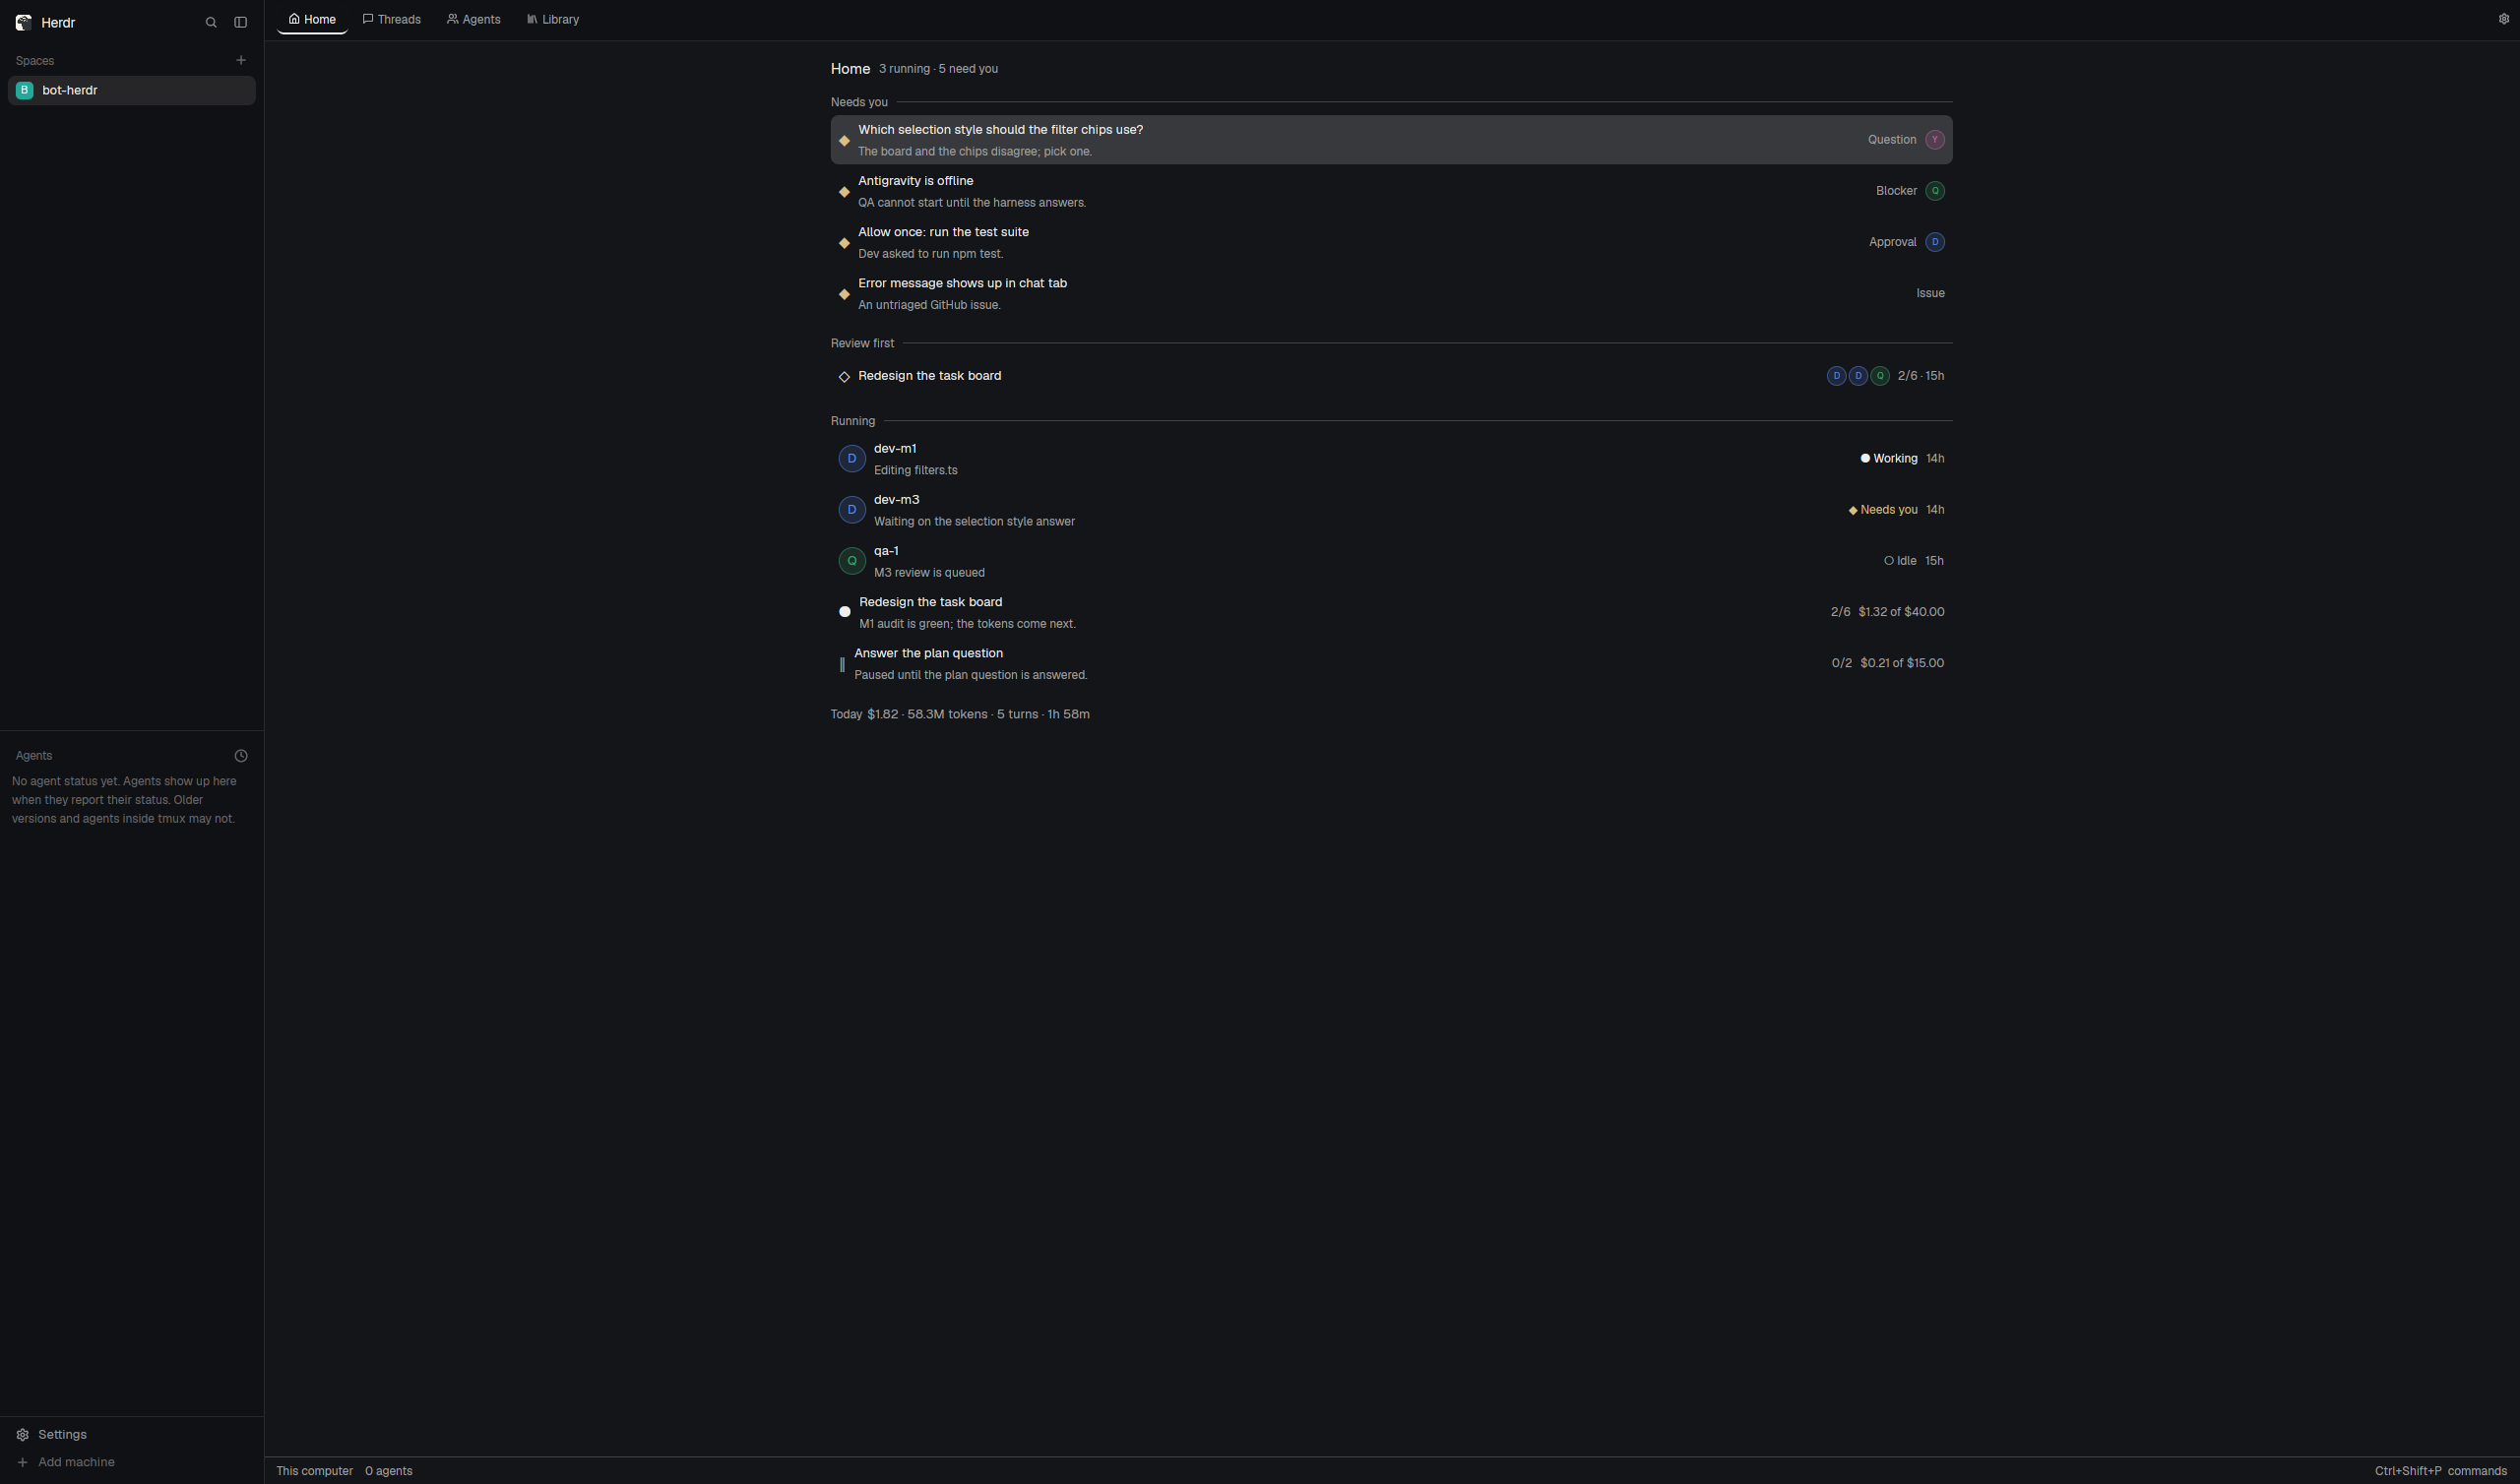 Herdr
Spaces
B bot-herdr
Agents
No agent status yet. Agents show up here
when they report their status. Older
versions and agents inside tmux may not.
Settings
Add machine
Home Threads Agents Library
Home 3 running · 5 need you
Needs you
Which selection style should the filter chips use?
The board and the chips disagree; pick one.
Question Y
Antigravity is offline
QA cannot start until the harness answers.
Blocker Q
Allow once: run the test suite
Dev asked to run npm test.
Approval D
Error message shows up in chat tab
An untriaged GitHub issue.
Issue
Review first
Redesign the task board D D Q 2/6 · 15h
Running
D dev-m1
Editing filters.ts
Working 14h
D dev-m3
Waiting on the selection style answer
Needs you 14h
Q qa-1
M3 review is queued
Idle 15h
Redesign the task board
M1 audit is green; the tokens come next.
2/6 $1.32 of $40.00
Answer the plan question
Paused until the plan question is answered.
0/2 $0.21 of $15.00
Today $1.82 · 58.3M tokens · 5 turns · 1h 58m
This computer 0 agents
Ctrl+Shift+P commands